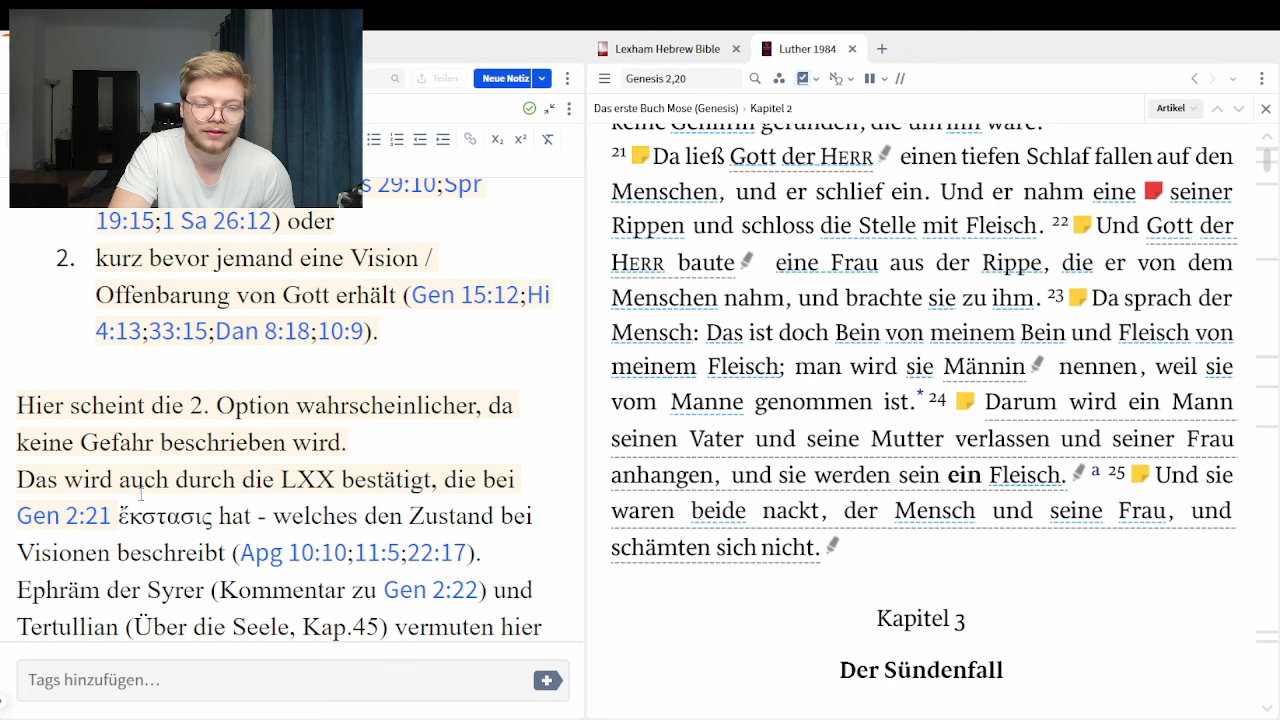 Teilen
Neue Notiz
s 29:10;Spr
19:15;1 Sa 26:12) oder
2. kurz bevor jemand eine Vision /
Offenbarung von Gott erhält (Gen 15:12;Hi
4:13;33:15;Dan 8:18;10:9).
Hier scheint die 2. Option wahrscheinlicher, da
keine Gefahr beschrieben wird.
Das wird auch durch die LXX bestätigt, die bei
Gen 2:21 ἔκστασις hat - welches den Zustand bei
Visionen beschreibt (Apg 10:10;11:5;22:17).
Ephräm der Syrer (Kommentar zu Gen 2:22) und
Tertullian (Über die Seele, Kap.45) vermuten hier
Tags hinzufügen…
Lexham Hebrew Bible
Luther 1984
Genesis 2,20
Das erste Buch Mose (Genesis) › Kapitel 2
Artikel
keine Gehilfin gefunden, die um ihn wäre.
21 Da ließ Gott der HERR einen tiefen Schlaf fallen auf den
Menschen, und er schlief ein. Und er nahm eine seiner
Rippen und schloss die Stelle mit Fleisch. 22 Und Gott der
HERR baute eine Frau aus der Rippe, die er von dem
Menschen nahm, und brachte sie zu ihm. 23 Da sprach der
Mensch: Das ist doch Bein von meinem Bein und Fleisch von
meinem Fleisch; man wird sie Männin nennen, weil sie
vom Manne genommen ist.* 24 Darum wird ein Mann
seinen Vater und seine Mutter verlassen und seiner Frau
anhangen, und sie werden sein ein Fleisch. a 25 Und sie
waren beide nackt, der Mensch und seine Frau, und
schämten sich nicht.
Kapitel 3
Der Sündenfall